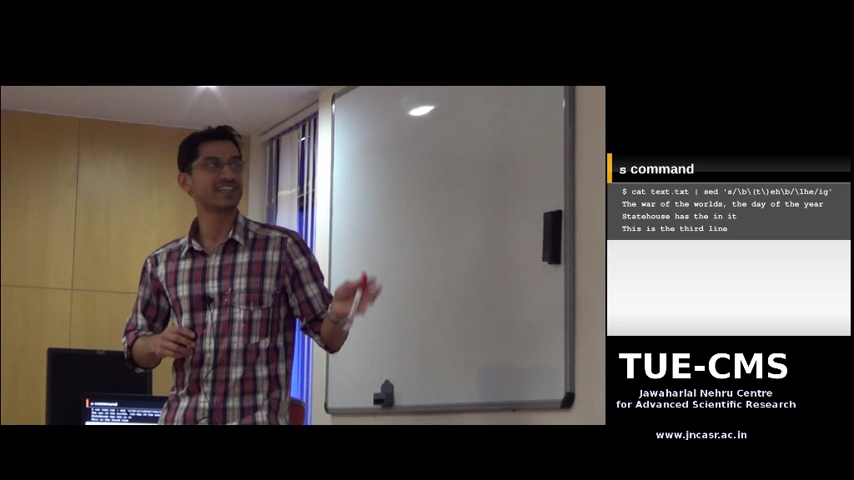 s command
$ cat text.txt | sed 's/\b\(t\)eh\b/\1he/ig'
The war of the worlds, the day of the year
Statehouse has the in it
This is the third line
TUE-CMS
Jawaharlal Nehru Centre
for Advanced Scientific Research
www.jncasr.ac.in